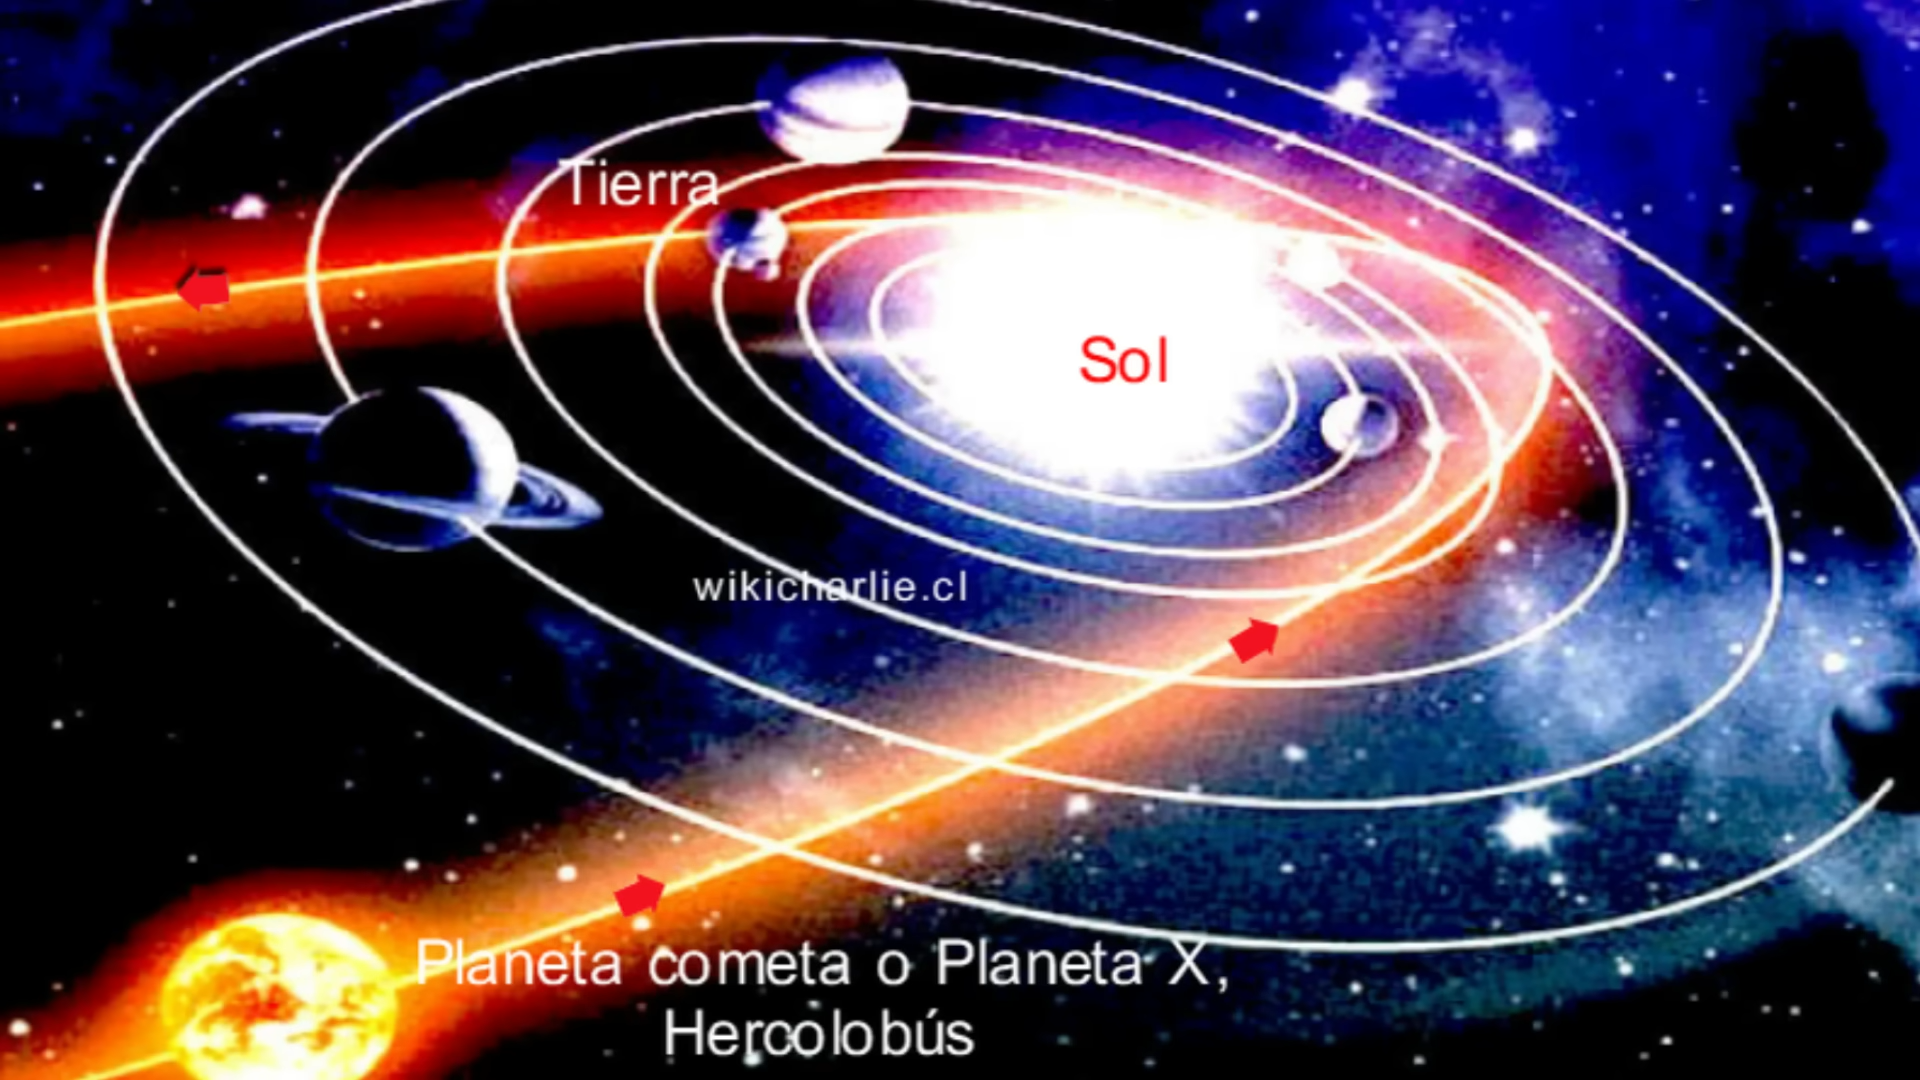 Tierra
Sol
wikicharlie.cl
Planeta cometa o Planeta X,
Hercolobús